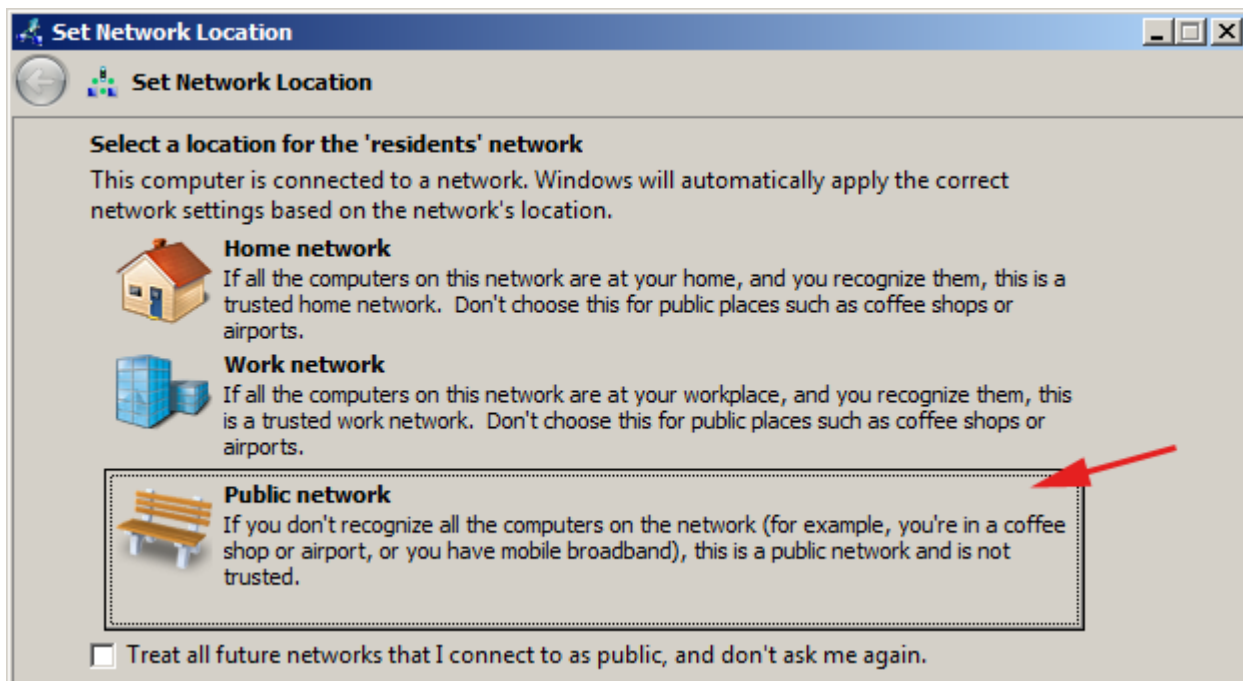 Set Network Location
Set Network Location
Select a location for the 'residents' network
This computer is connected to a network. Windows will automatically apply the correct
network settings based on the network's location.
Home network
If all the computers on this network are at your home, and you recognize them, this is a
trusted home network.  Don't choose this for public places such as coffee shops or
airports.
Work network
If all the computers on this network are at your workplace, and you recognize them, this
is a trusted work network.  Don't choose this for public places such as coffee shops or
airports.
Public network
If you don't recognize all the computers on the network (for example, you're in a coffee
shop or airport, or you have mobile broadband), this is a public network and is not
trusted.
Treat all future networks that I connect to as public, and don't ask me again.